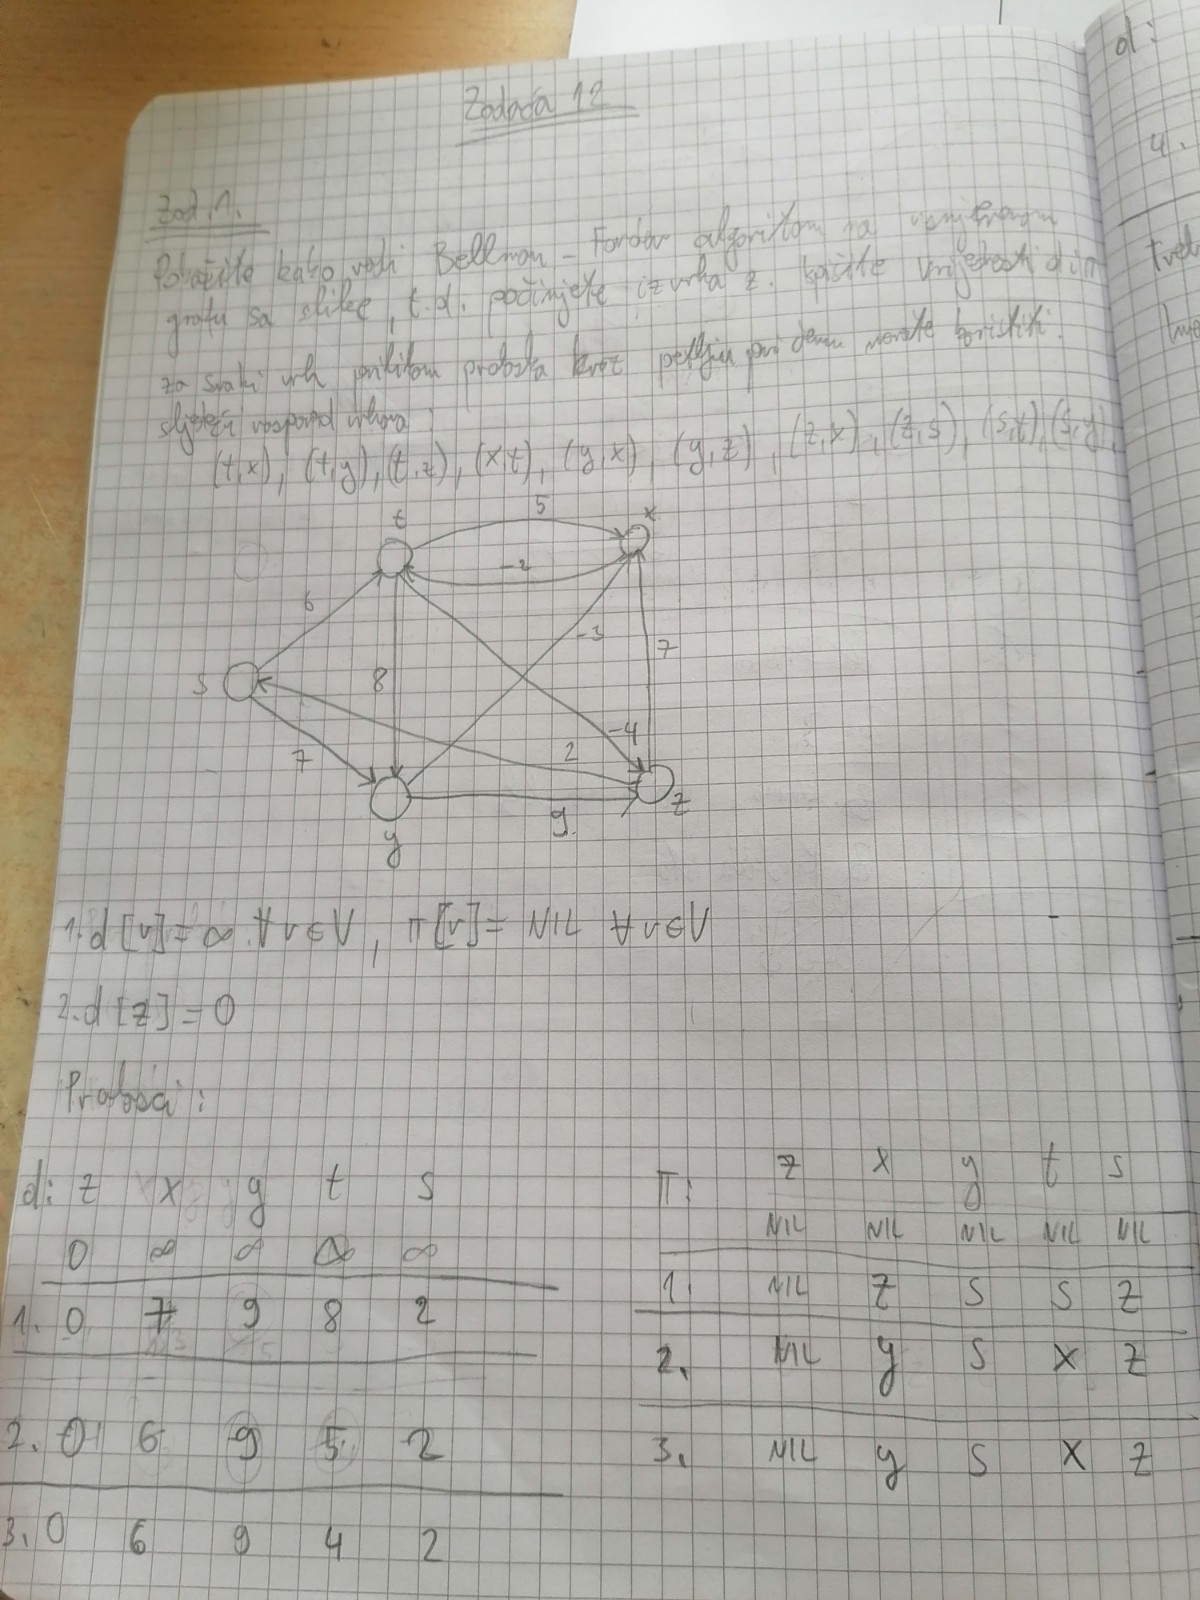 Zadaća 12
Zad. 1.
Pokažite kako radi Bellman - Fordov algoritam na usmjerenom
grafu sa slike, t.d. počinjete iz vrha z. Ispišite vrijednosti d i π
za svaki vrh prilikom prolaska kroz petlju pri čemu morate koristiti
sljedeći raspored vrhova:
(t,x), (t,y), (t,z), (x,t), (y,x), (y,z), (z,x), (z,s), (s,t), (s,y),
t 5 x
-2
6 -3
7
s 8
-4
7 2
9. z
y
1. d[v] = ∞ ∀v∈V, π[v] = NIL ∀v∈V
2. d[z] = 0
Prolasci:
d: z x y t s
0 ∞ ∞ ∞ ∞
1. 0 7 9 8 2
2. 0 6 9 5 2
3. 0 6 9 4 2
π: z x y t s
NIL NIL NIL NIL NIL
1. NIL z s s z
2. NIL y s x z
3. NIL y s x z
d:
4.